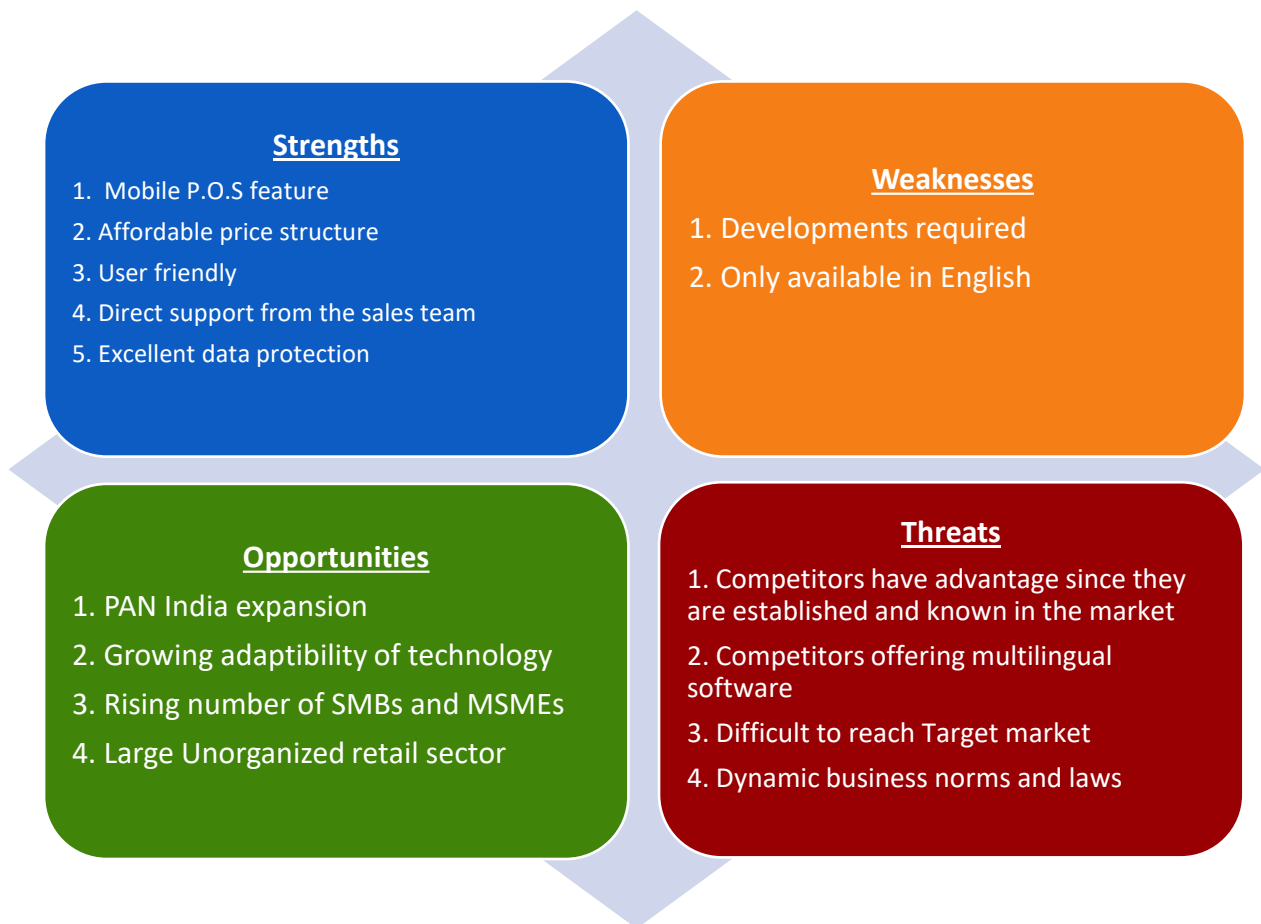 Strengths
1. Mobile P.O.S feature
2. Affordable price structure
3. User friendly
4. Direct support from the sales team
5. Excellent data protection
Weaknesses
1. Developments required
2. Only available in English
Opportunities
1. PAN India expansion
2. Growing adaptibility of technology
3. Rising number of SMBs and MSMEs
4. Large Unorganized retail sector
Threats
1. Competitors have advantage since they
are established and known in the market
2. Competitors offering multilingual
software
3. Difficult to reach Target market
4. Dynamic business norms and laws